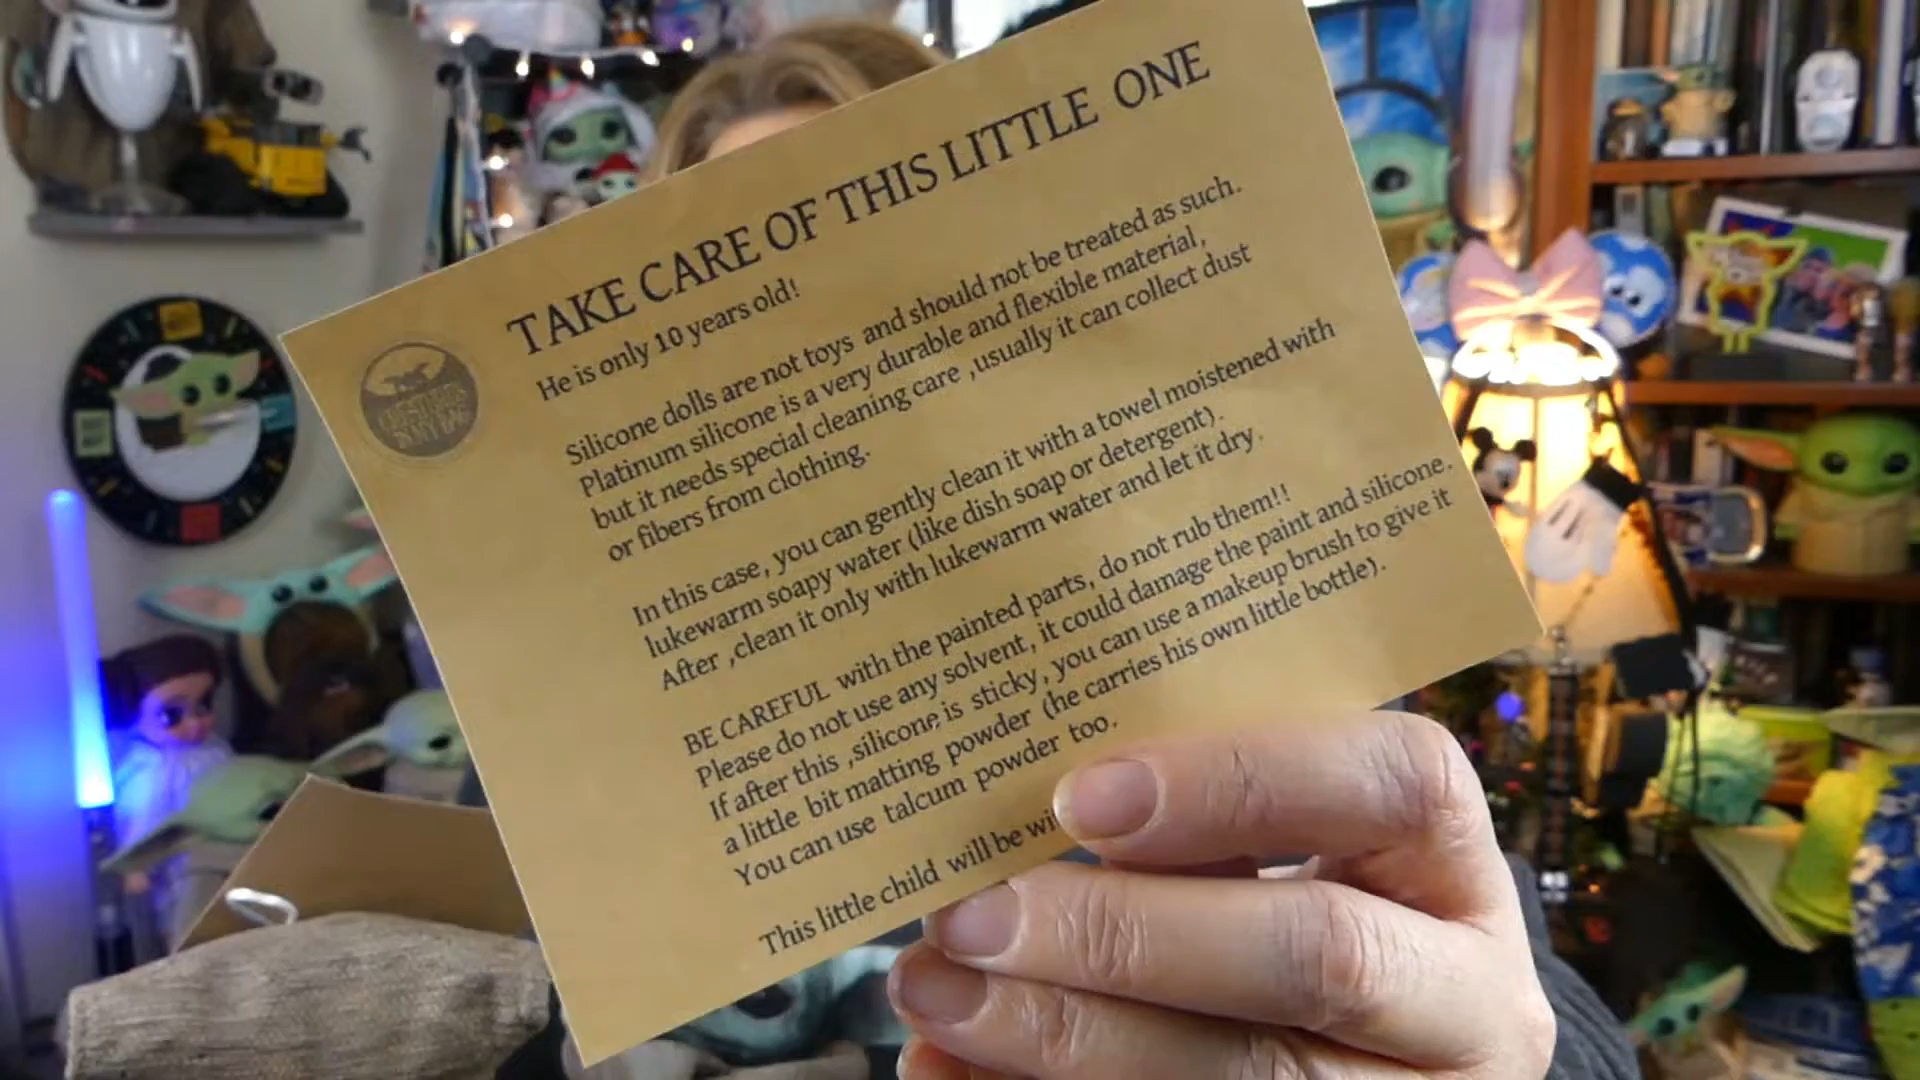 TAKE CARE OF THIS LITTLE ONE
He is only 10 years old!
Silicone dolls are not toys and should not be treated as such.
Platinum silicone is a very durable and flexible material,
but it needs special cleaning care ,usually it can collect dust
or fibers from clothing.
In this case, you can gently clean it with a towel moistened with
lukewarm soapy water (like dish soap or detergent).
After ,clean it only with lukewarm water and let it dry.
BE CAREFUL with the painted parts, do not rub them!!
Please do not use any solvent, it could damage the paint and silicone.
If after this ,silicone is sticky, you can use a makeup brush to give it
a little bit matting powder (he carries his own little bottle).
You can use talcum powder too.
This little child will be